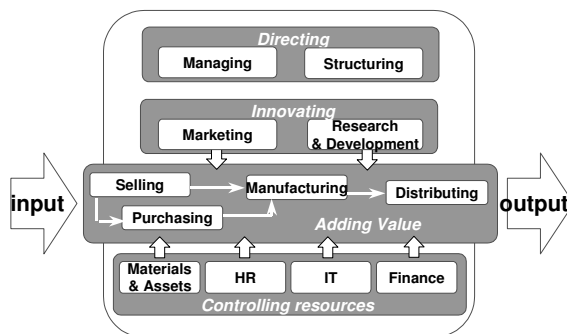 Directing
Managing
Structuring
Innovating
Marketing
Research
& Development
Selling
Manufacturing
Distributing
Purchasing
Adding Value
input
output
Materials
& Assets
HR
IT
Finance
Controlling resources